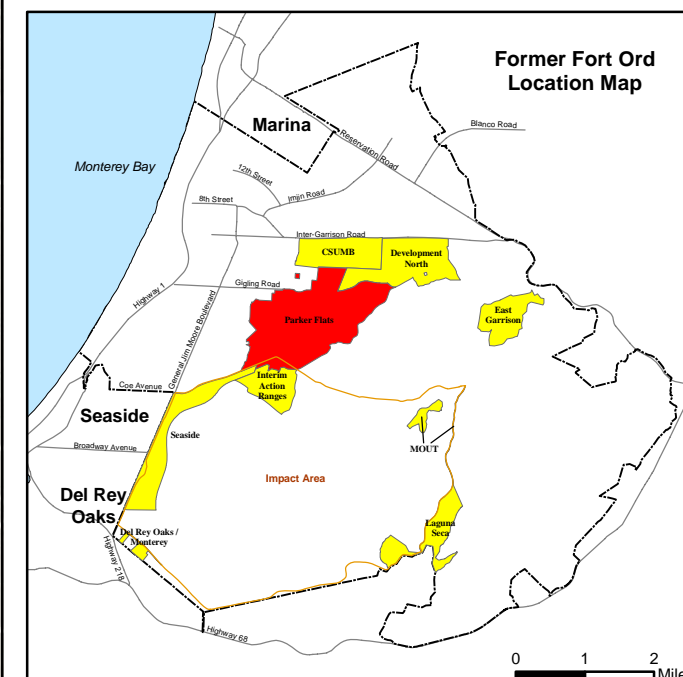 Former Fort Ord
Location Map
Marina
Blanco Road
Reservation Road
Monterey Bay
12th Street
Imjin Road
8th Street
Inter-Garrison Road
CSUMB
Development
North
Gigling Road
Highway 1
General Jim Moore Boulevard
East
Garrison
Parker Flats
Interim
Action
Ranges
Coe Avenue
Seaside
Seaside
Broadway Avenue
MOUT
Impact Area
Del Rey
Oaks
Laguna
Seca
Del Rey Oaks /
Monterey
Highway 218
Highway 68
0 1 2
Mile